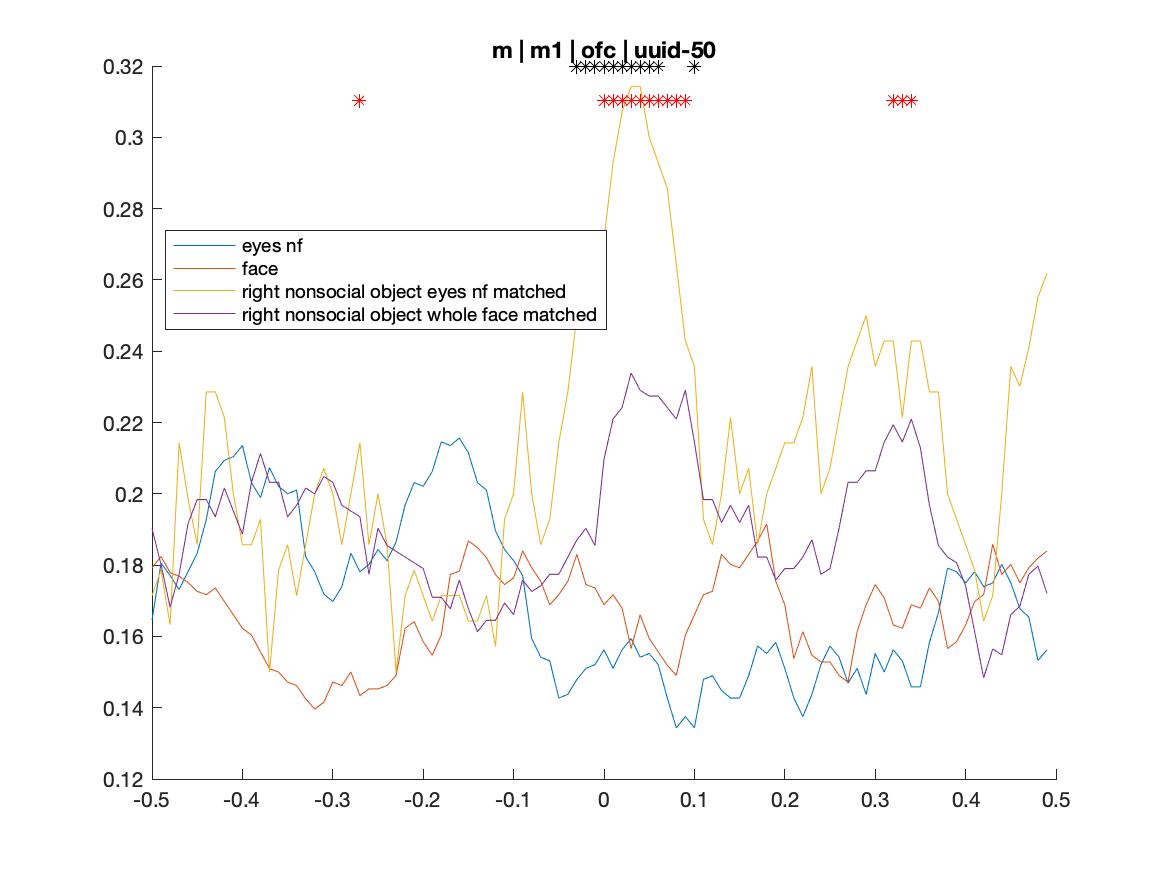 m | m1 | ofc | uuid-50
0.32
0.3
0.28
0.26
0.24
0.22
0.2
0.18
0.16
0.14
0.12
eyes nf
face
right nonsocial object eyes nf matched
right nonsocial object whole face matched
-0.5 -0.4 -0.3 -0.2 -0.1 0 0.1 0.2 0.3 0.4 0.5